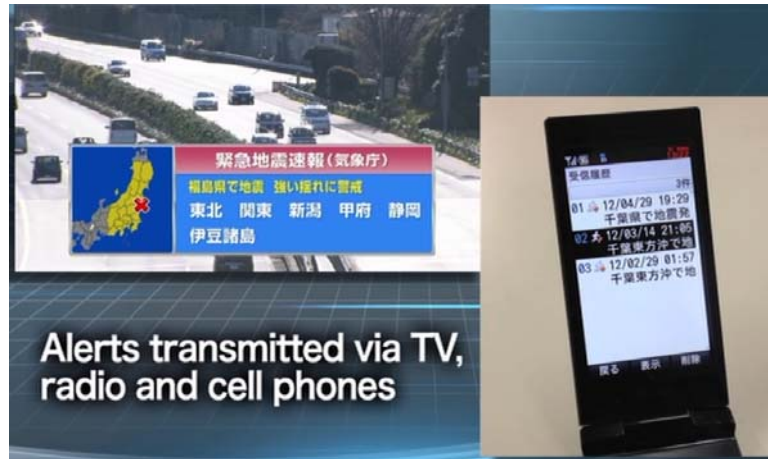 緊急地震速報(気象庁)
福島県で地震 強い揺れに警戒
東北 関東 新潟 甲府 静岡
伊豆諸島
Alerts transmitted via TV,
radio and cell phones
受信履歴
3件
01 12/04/29 19:29
千葉県で地震発
02 12/03/14 21:05
千葉東方沖で地
03 12/02/29 01:57
千葉東方沖で地
戻る 表示 削除